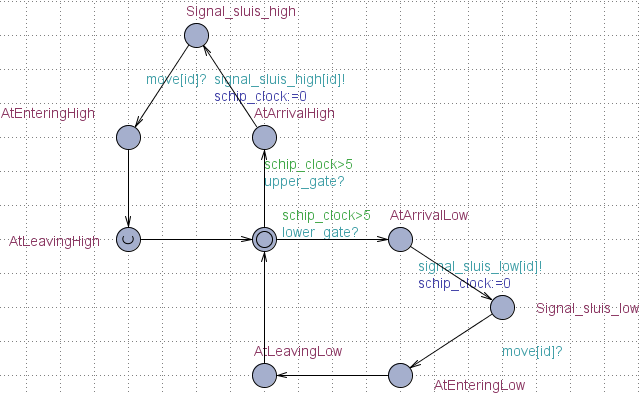 Signal_sluis_high
move[id]? signal_sluis_high[id]!
schip_clock:=0
AtEnteringHigh
AtArrivalHigh
schip_clock>5
upper_gate?
schip_clock>5
lower_gate?
AtArrivalLow
AtLeavingHigh
U
signal_sluis_low[id]!
schip_clock:=0
Signal_sluis_low
AtLeavingLow
move[id]?
AtEnteringLow